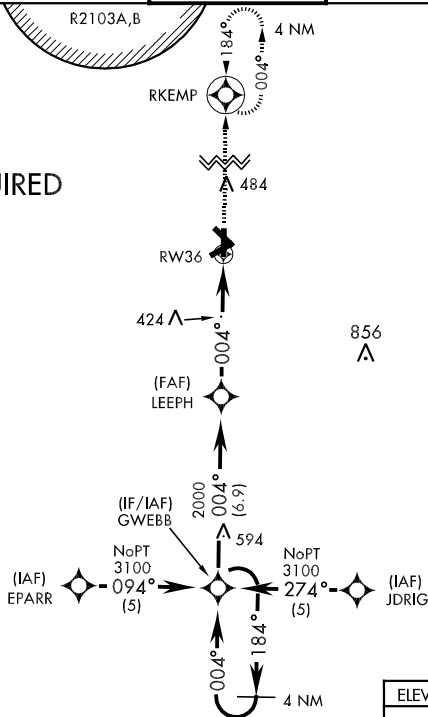 R2103A,B
184°
4 NM
004°
RKEMP
484
UIRED
RW36
424
004°
856
(FAF)
LEEPH
2000
004°
(6.9)
(IF/IAF)
GWEBB
594
NoPT
3100
094°
(5)
NoPT
3100
274°
(5)
(IAF)
EPARR
(IAF)
JDRIG
004°
184°
4 NM
ELEV